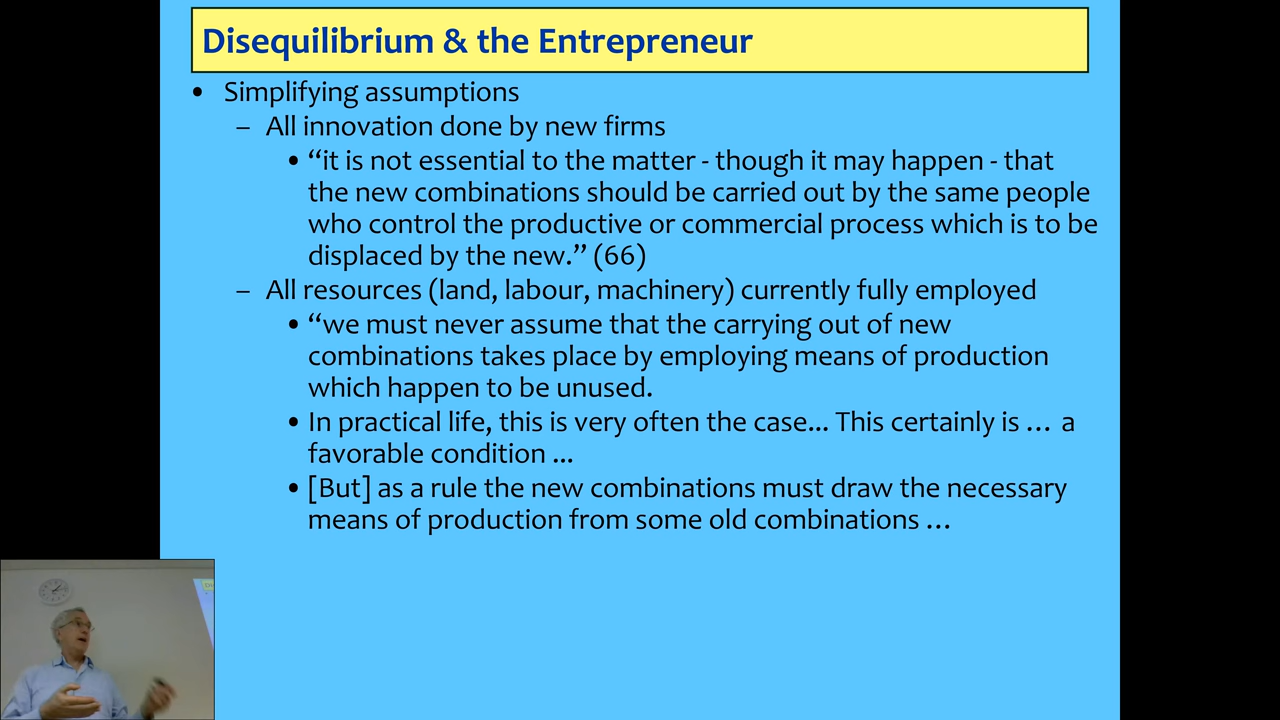 Disequilibrium & the Entrepreneur
• Simplifying assumptions
– All innovation done by new firms
• “it is not essential to the matter - though it may happen - that
the new combinations should be carried out by the same people
who control the productive or commercial process which is to be
displaced by the new.” (66)
– All resources (land, labour, machinery) currently fully employed
• “we must never assume that the carrying out of new
combinations takes place by employing means of production
which happen to be unused.
• In practical life, this is very often the case... This certainly is … a
favorable condition ...
• [But] as a rule the new combinations must draw the necessary
means of production from some old combinations …